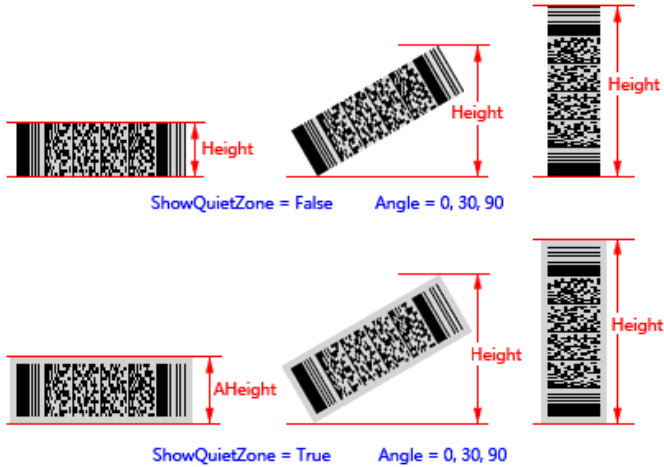 Height
Height
Height
ShowQuietZone = False Angle = 0, 30, 90
Height
Height
AHeight
ShowQuietZone = True Angle = 0, 30, 90